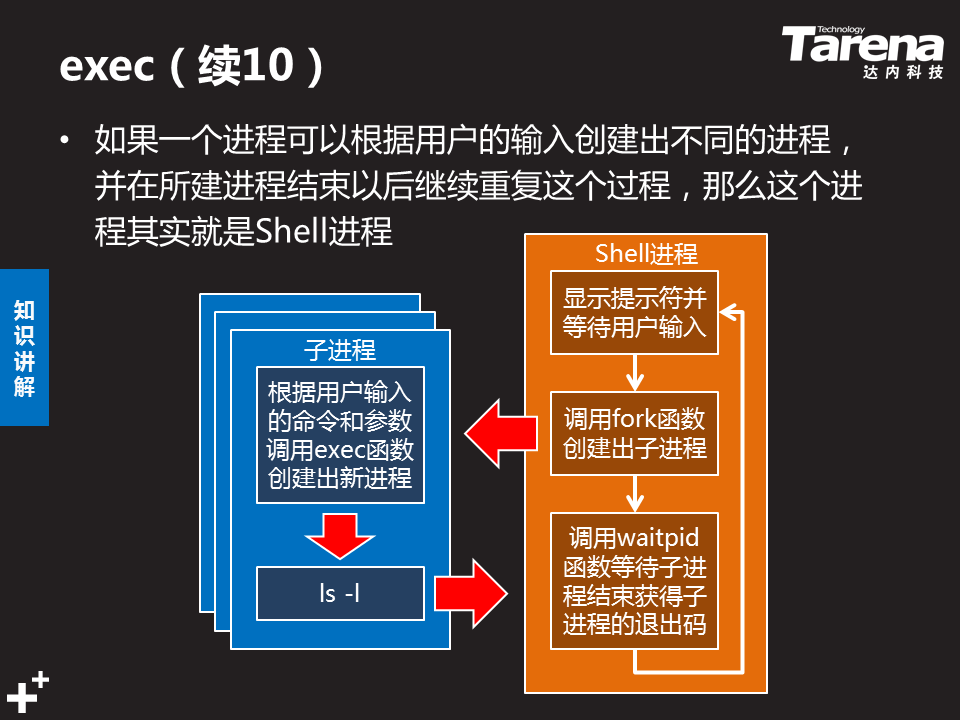 exec（续10）
Technology
Tarena
达内科技
• 如果一个进程可以根据用户的输入创建出不同的进程，
并在所建进程结束以后继续重复这个过程，那么这个进
程其实就是Shell进程
知
识
讲
解
子进程
根据用户输入
的命令和参数
调用exec函数
创建出新进程
ls -l
Shell进程
显示提示符并
等待用户输入
调用fork函数
创建出子进程
调用waitpid
函数等待子进
程结束获得子
进程的退出码